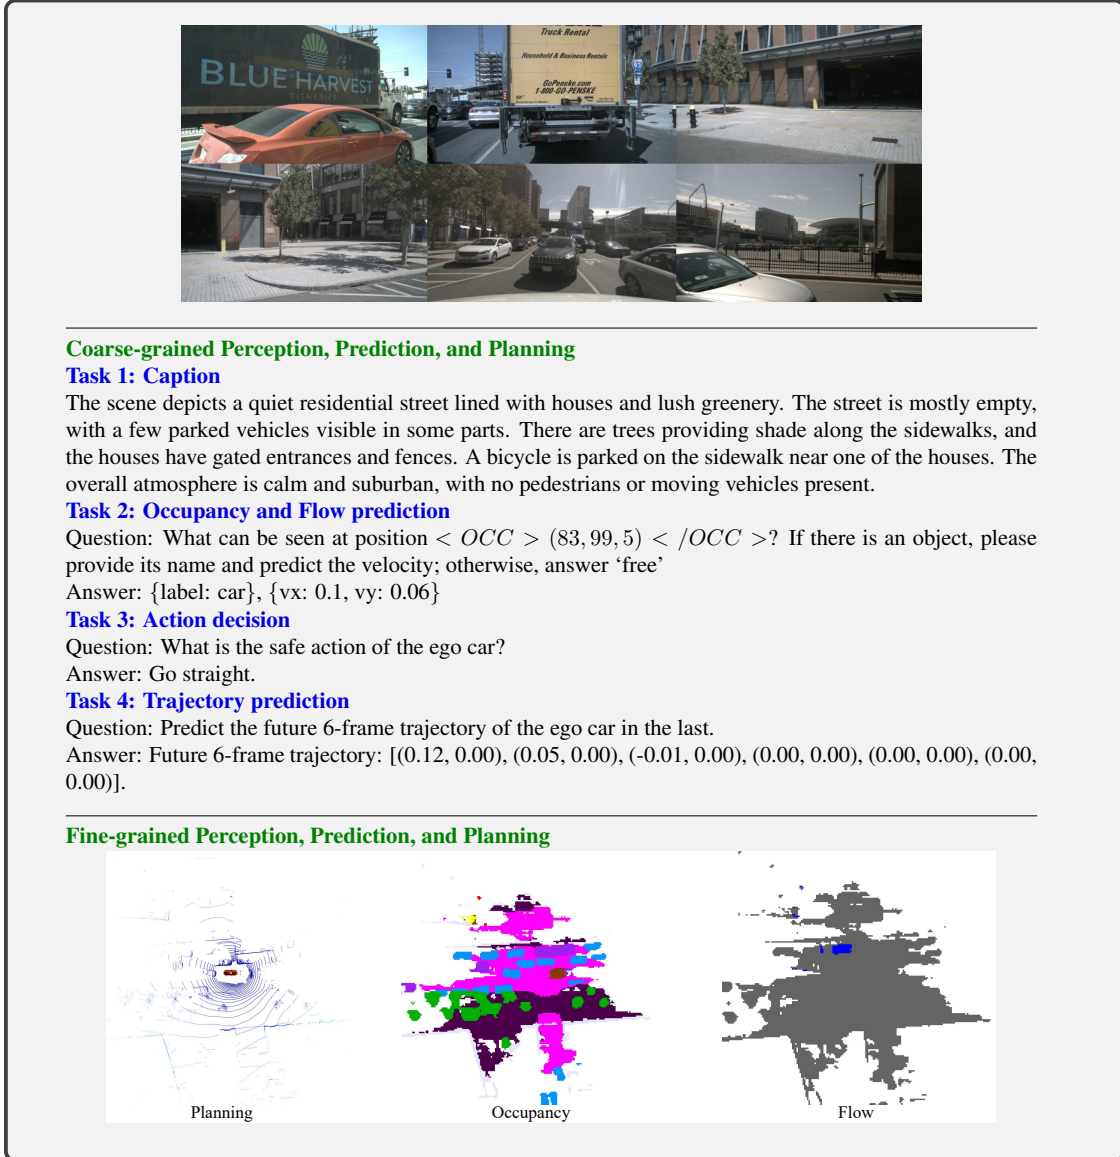 BLUE HARVEST
FISHERIES
Truck Rental
Household & Business Rentals
GoPenske.com
1-800-GO-PENSKE
93
Coarse-grained Perception, Prediction, and Planning
Task 1: Caption
The scene depicts a quiet residential street lined with houses and lush greenery. The street is mostly empty,
with a few parked vehicles visible in some parts. There are trees providing shade along the sidewalks, and
the houses have gated entrances and fences. A bicycle is parked on the sidewalk near one of the houses. The
overall atmosphere is calm and suburban, with no pedestrians or moving vehicles present.
Task 2: Occupancy and Flow prediction
Question: What can be seen at position < OCC > (83, 99, 5) < /OCC >? If there is an object, please
provide its name and predict the velocity; otherwise, answer ‘free’
Answer: {label: car}, {vx: 0.1, vy: 0.06}
Task 3: Action decision
Question: What is the safe action of the ego car?
Answer: Go straight.
Task 4: Trajectory prediction
Question: Predict the future 6-frame trajectory of the ego car in the last.
Answer: Future 6-frame trajectory: [(0.12, 0.00), (0.05, 0.00), (-0.01, 0.00), (0.00, 0.00), (0.00, 0.00), (0.00,
0.00)].
Fine-grained Perception, Prediction, and Planning
Planning
Occupancy
Flow